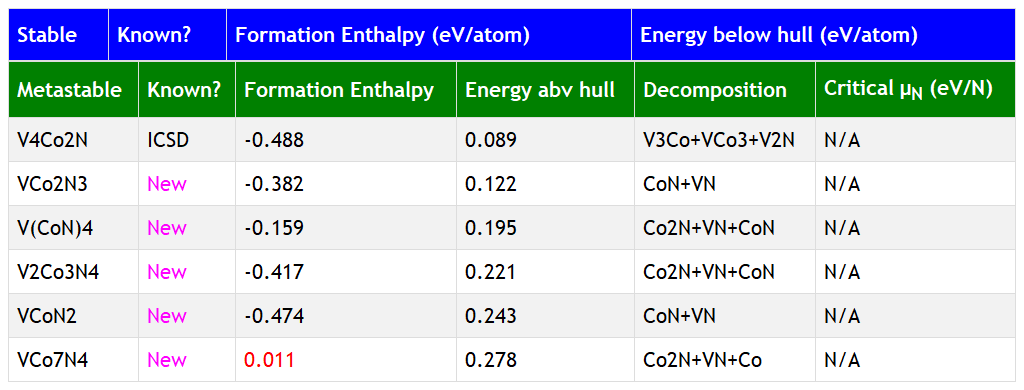 Stable Known? Formation Enthalpy (eV/atom) Energy below hull (eV/atom)
Metastable Known? Formation Enthalpy Energy abv hull Decomposition Critical μN (eV/N)
V4Co2N ICSD -0.488 0.089 V3Co+VCo3+V2N N/A
VCo2N3 New -0.382 0.122 CoN+VN N/A
V(CoN)4 New -0.159 0.195 Co2N+VN+CoN N/A
V2Co3N4 New -0.417 0.221 Co2N+VN+CoN N/A
VCoN2 New -0.474 0.243 CoN+VN N/A
VCo7N4 New 0.011 0.278 Co2N+VN+Co N/A